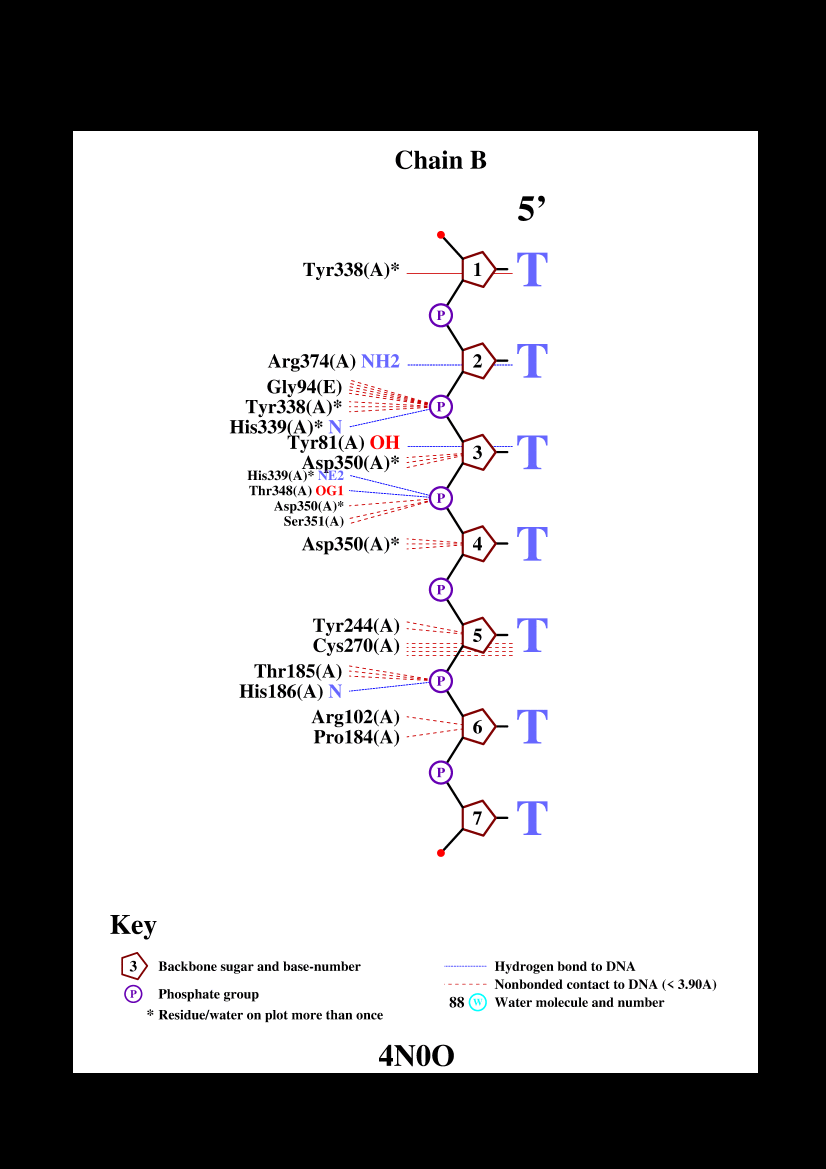 Chain B
5’
Tyr338(A)* 1 T
P
Arg374(A) NH2 2 T
Gly94(E)
Tyr338(A)* P
His339(A)* N
Tyr81(A) OH 3 T
Asp350(A)*
His339(A)* NE2
Thr348(A) OG1 P
Asp350(A)*
Ser351(A)
Asp350(A)* 4 T
P
Tyr244(A) 5 T
Cys270(A)
Thr185(A) P
His186(A) N
Arg102(A) 6 T
Pro184(A)
P
7 T
Key
3 Backbone sugar and base-number
P Phosphate group
* Residue/water on plot more than once
Hydrogen bond to DNA
Nonbonded contact to DNA (< 3.90A)
88 W Water molecule and number
4N0O